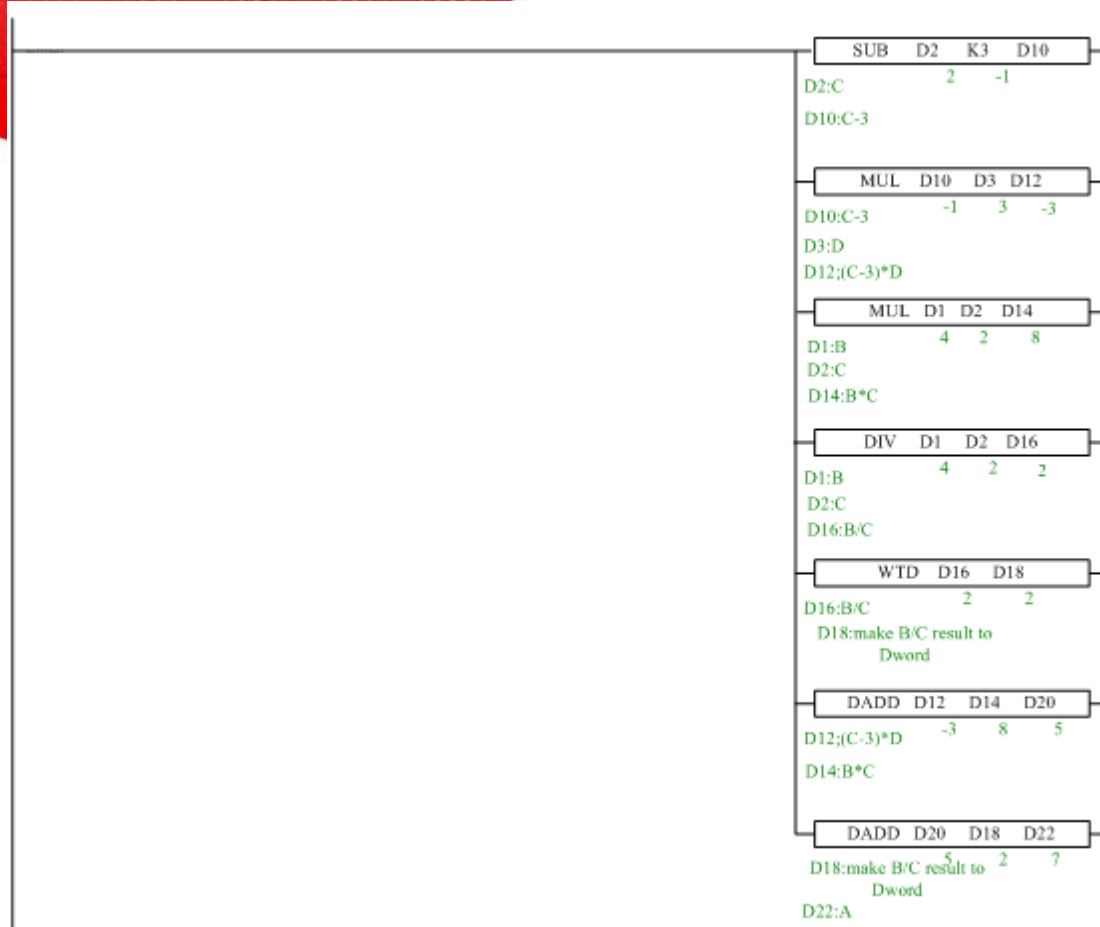 SUB D2 K3 D10
2 -1
D2:C
D10:C-3
MUL D10 D3 D12
-1 3 -3
D10:C-3
D3:D
D12;(C-3)*D
MUL D1 D2 D14
4 2 8
D1:B
D2:C
D14:B*C
DIV D1 D2 D16
4 2 2
D1:B
D2:C
D16:B/C
WTD D16 D18
2 2
D16:B/C
D18:make B/C result to
Dword
DADD D12 D14 D20
-3 8 5
D12;(C-3)*D
D14:B*C
DADD D20 D18 D22
5 2 7
D18:make B/C result to
Dword
D22:A